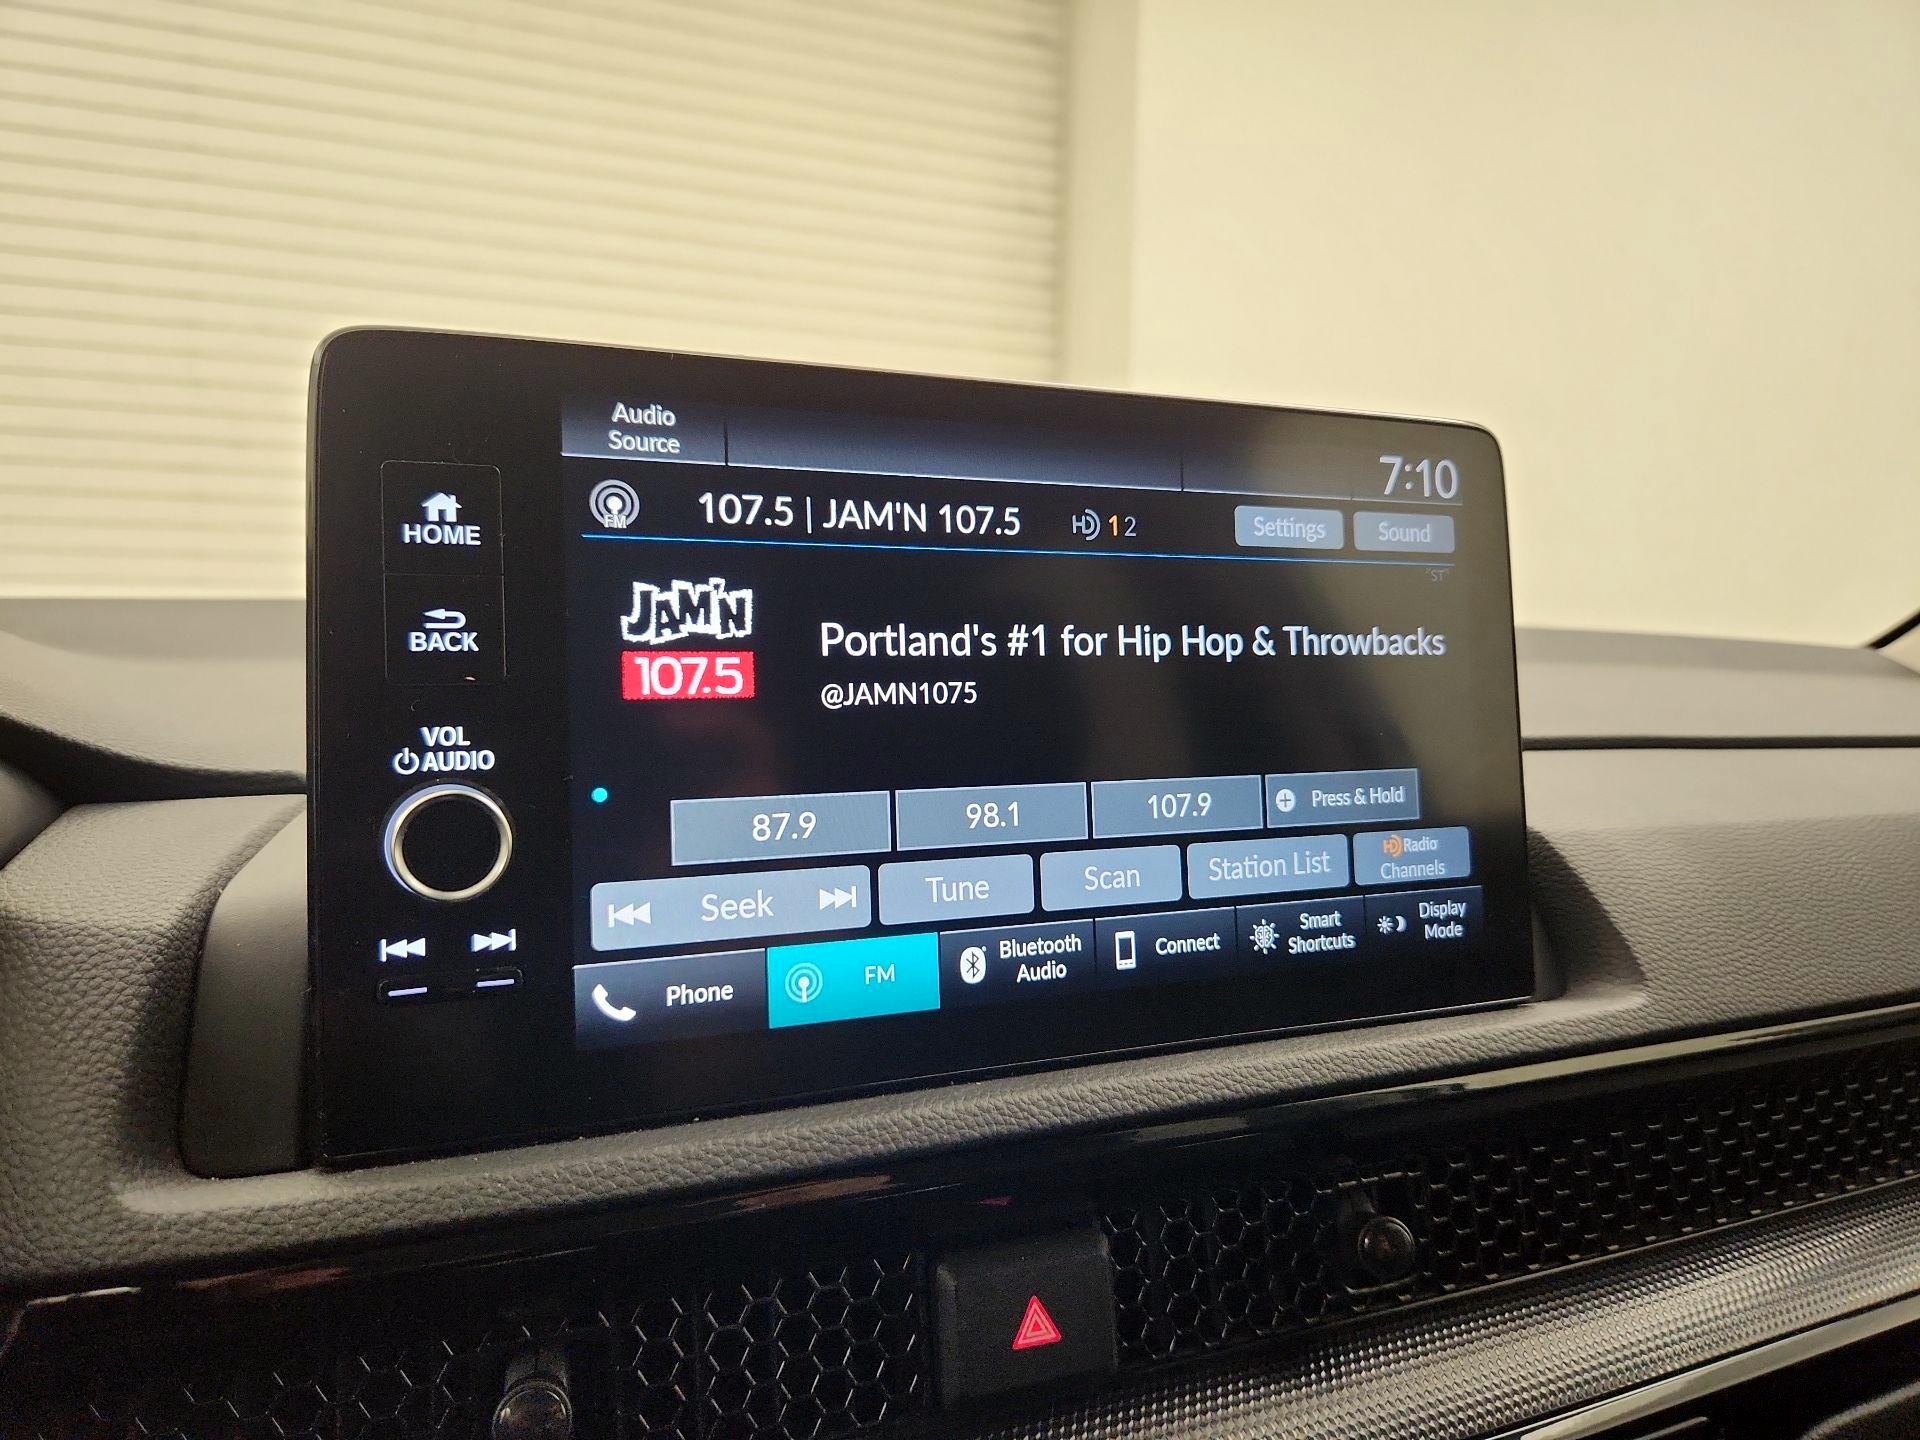 Audio
Source
7:10
FM
107.5 | JAM'N 107.5
HD 1 2
Settings
Sound
"ST"
HOME
BACK
VOL
AUDIO
JAM'N
107.5
Portland's #1 for Hip Hop & Throwbacks
@JAMN1075
87.9
98.1
107.9
Press & Hold
Seek
Tune
Scan
Station List
HD Radio
Channels
Phone
FM
Bluetooth
Audio
Connect
Smart
Shortcuts
Display
Mode